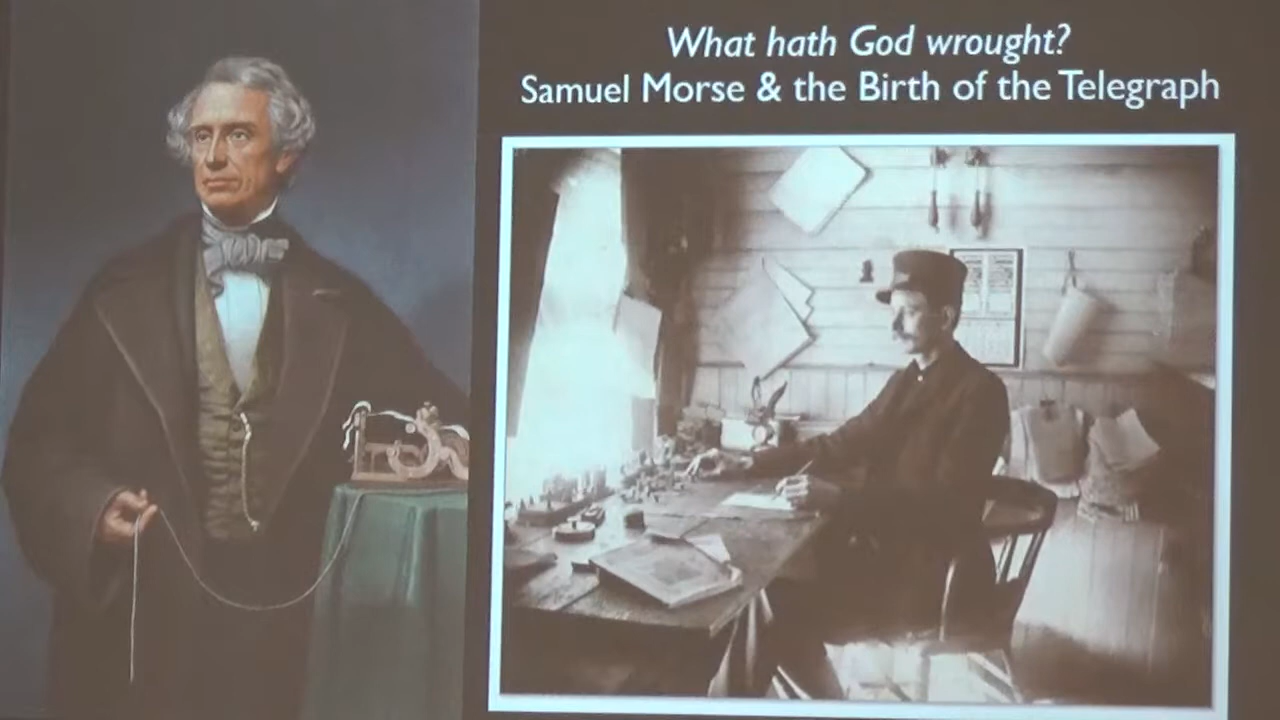 What hath God wrought?
Samuel Morse & the Birth of the Telegraph